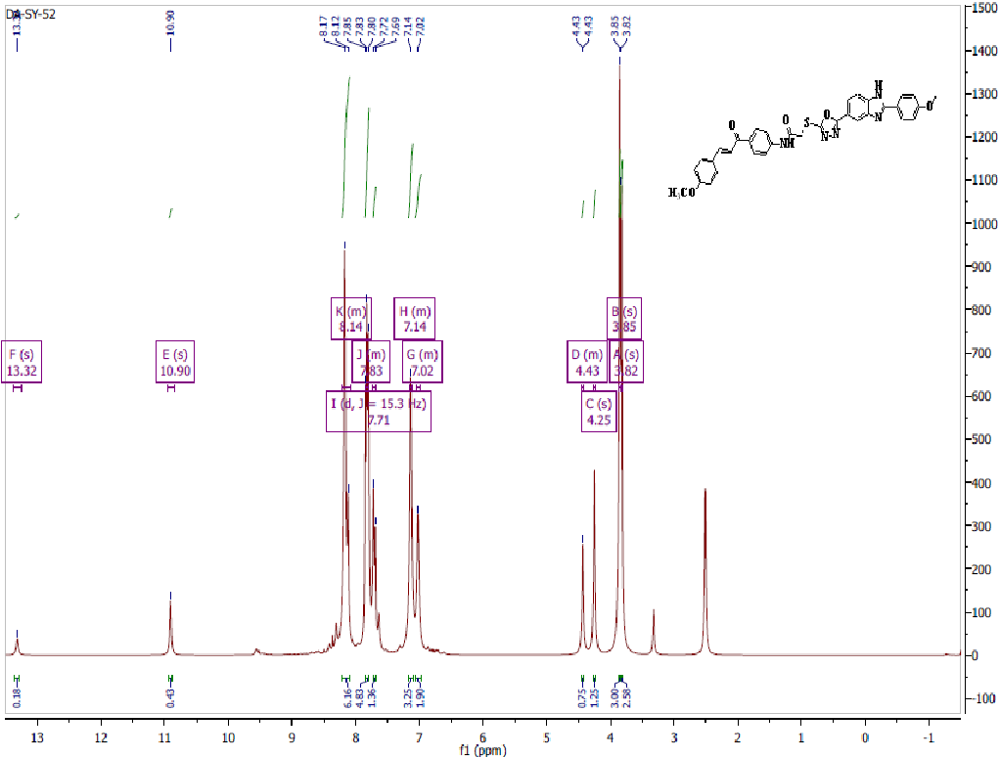 DA-SY-52
10.90
8.17
8.12
7.85
7.83
7.80
7.72
7.69
7.14
7.02
4.43
4.43
3.85
3.82
1500
1400
1300
1200
1100
1000
900
800
700
600
500
400
300
200
100
0
-100
H
N
N
O
O
S
N-N
O
NH
O
H₃CO
K (m)
8.14
H (m)
7.14
B (s)
3.85
F (s)
13.32
E (s)
10.90
J (m)
7.83
G (m)
7.02
D (m)
4.43
A (s)
3.82
I (d, J = 15.3 Hz)
7.71
C (s)
4.25
0.18
0.43
6.16
4.83
1.36
3.25
1.90
0.75
1.25
3.00
2.58
13
12
11
10
9
8
7
6
5
4
3
2
1
0
-1
f1 (ppm)